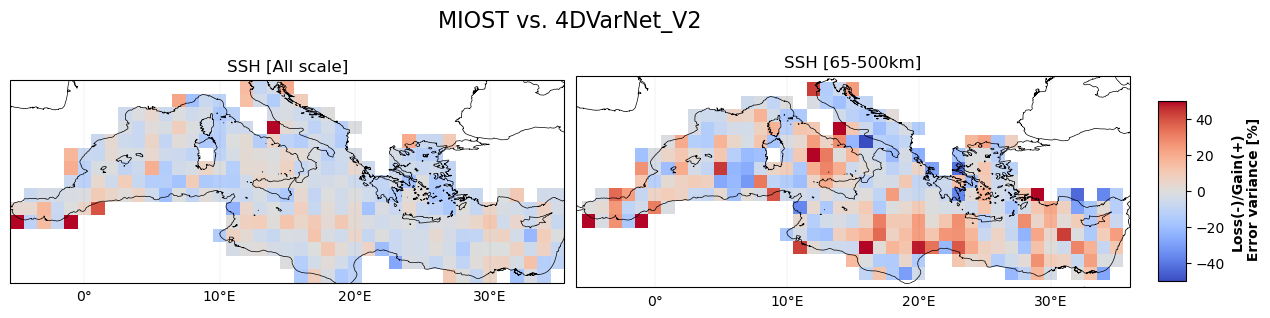 MIOST vs. 4DVarNet_V2
SSH [All scale]
SSH [65-500km]
0°
10°E
20°E
30°E
0°
10°E
20°E
30°E
40
20
0
−20
−40
Loss(-)/Gain(+)
Error variance [%]